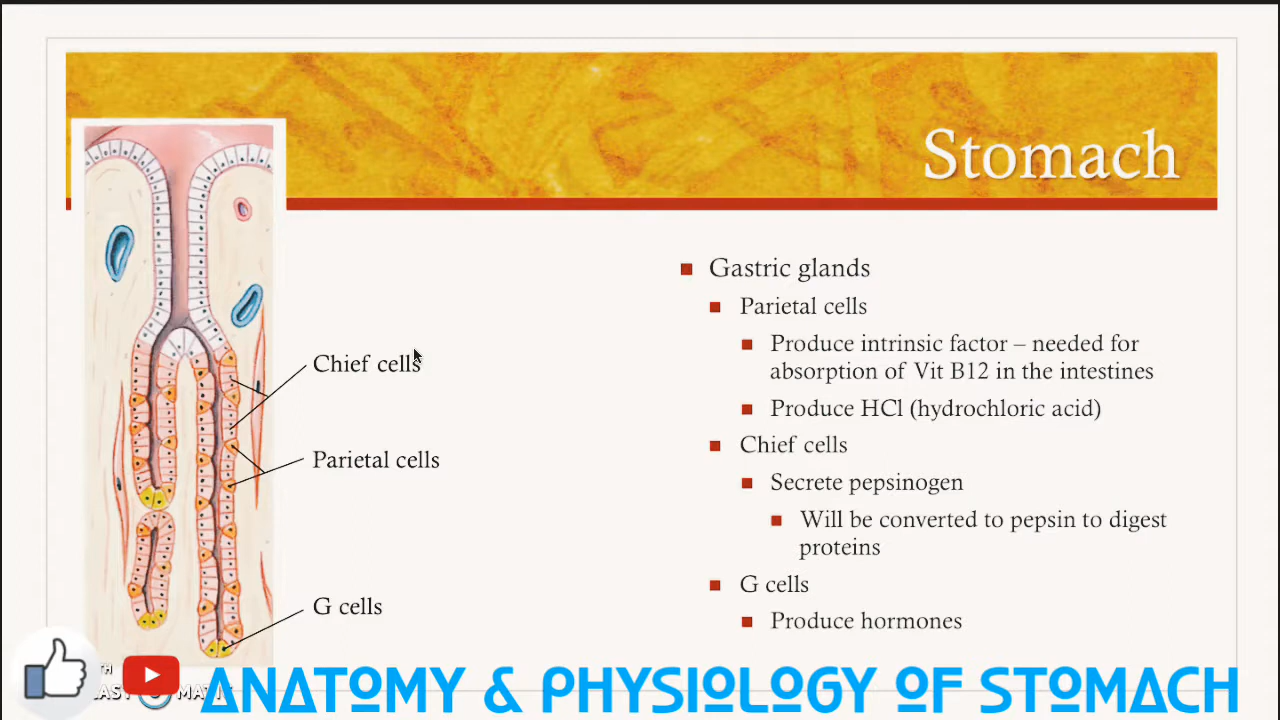 Stomach
Gastric glands
Parietal cells
Produce intrinsic factor – needed for
absorption of Vit B12 in the intestines
Produce HCl (hydrochloric acid)
Chief cells
Secrete pepsinogen
Will be converted to pepsin to digest
proteins
G cells
Produce hormones
Chief cells
Parietal cells
G cells
ANATOMY & PHYSIOLOGY OF STOMACH